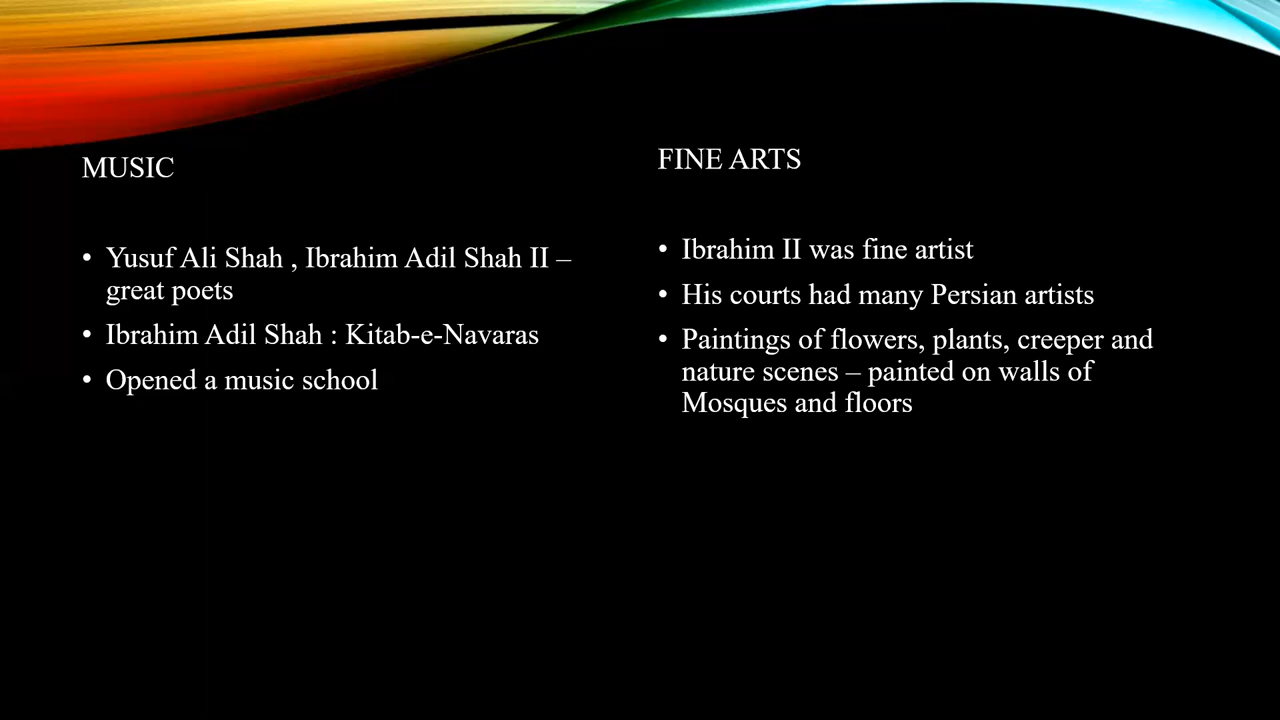 MUSIC
• Yusuf Ali Shah , Ibrahim Adil Shah II –
great poets
• Ibrahim Adil Shah : Kitab-e-Navaras
• Opened a music school
FINE ARTS
• Ibrahim II was fine artist
• His courts had many Persian artists
• Paintings of flowers, plants, creeper and
nature scenes – painted on walls of
Mosques and floors